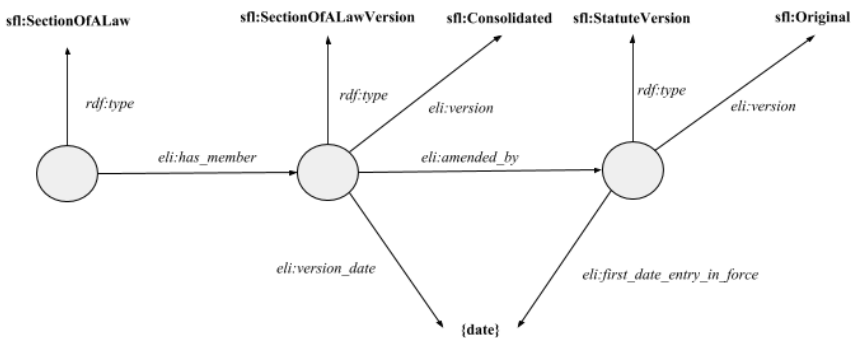 sfl:SectionOfALaw
sfl:SectionOfALawVersion
sfl:Consolidated
sfl:StatuteVersion
sfl:Original
rdf:type
rdf:type
eli:version
rdf:type
eli:version
eli:has_member
eli:amended_by
eli:version_date
eli:first_date_entry_in_force
{date}